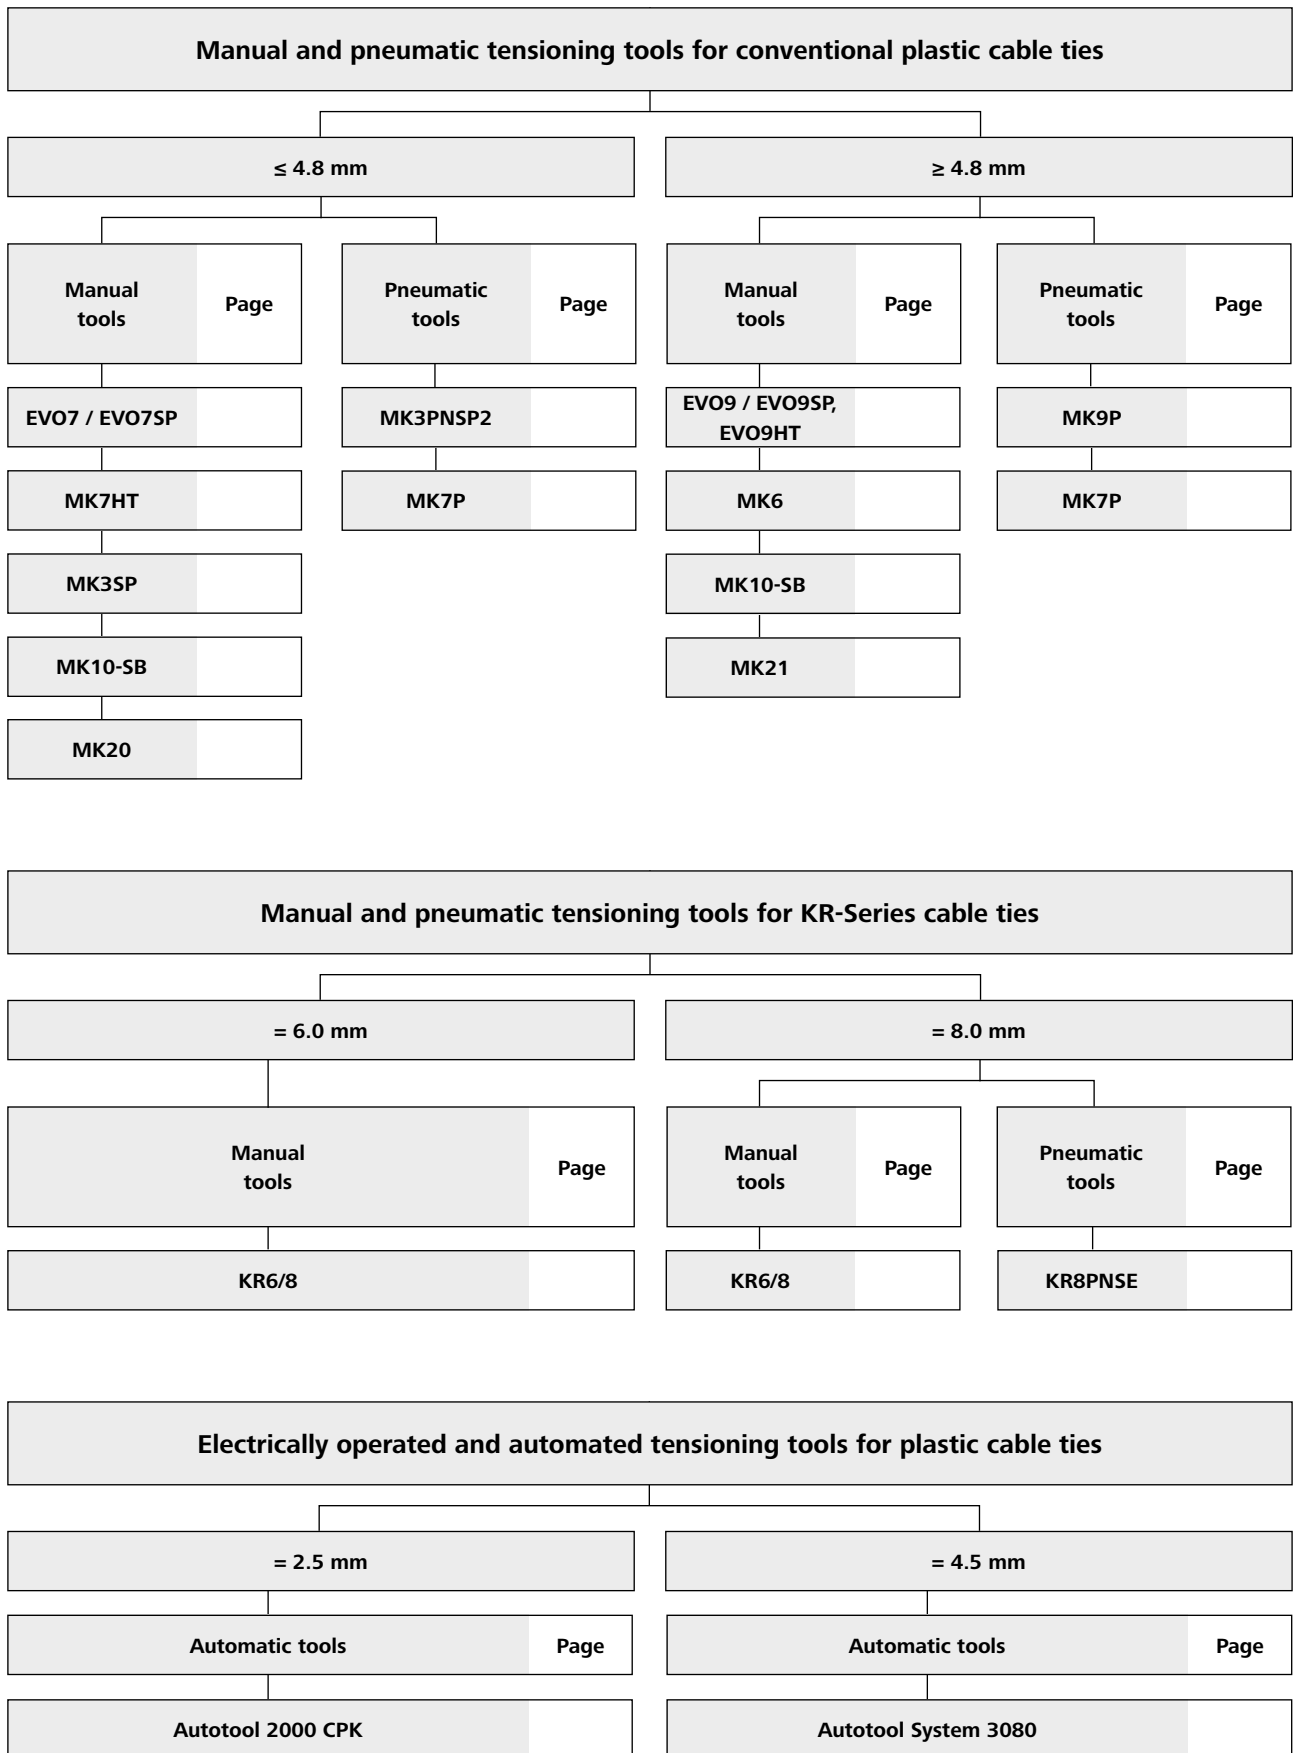 Manual and pneumatic tensioning tools for conventional plastic cable ties
≤ 4.8 mm
≥ 4.8 mm
Manual
tools
Page
Pneumatic
tools
Page
Manual
tools
Page
Pneumatic
tools
Page
EVO7 / EVO7SP
MK3PNSP2
EVO9 / EVO9SP,
EVO9HT
MK9P
MK7HT
MK7P
MK6
MK7P
MK3SP
MK10-SB
MK10-SB
MK21
MK20
Manual and pneumatic tensioning tools for KR-Series cable ties
= 6.0 mm
= 8.0 mm
Manual
tools
Page
Manual
tools
Page
Pneumatic
tools
Page
KR6/8
KR6/8
KR8PNSE
Electrically operated and automated tensioning tools for plastic cable ties
= 2.5 mm
= 4.5 mm
Automatic tools
Page
Automatic tools
Page
Autotool 2000 CPK
Autotool System 3080